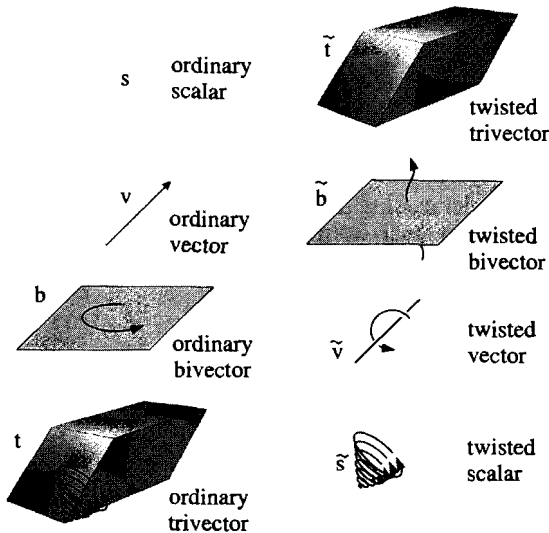 s
ordinary
scalar
t̃
twisted
trivector
v
ordinary
vector
b̃
twisted
bivector
b
ordinary
bivector
ṽ
twisted
vector
t
ordinary
trivector
s̃
twisted
scalar